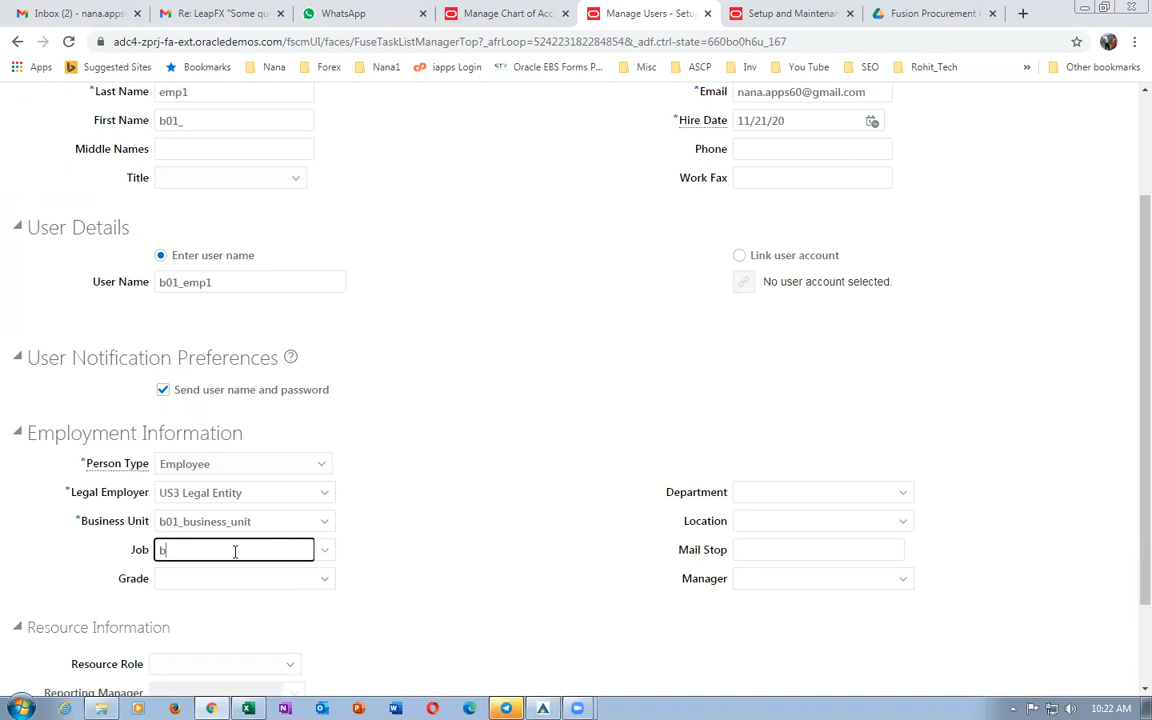 Inbox (2) - nana.apps Re: LeapFX "Some qu WhatsApp Manage Chart of Acc Manage Users - Setu Setup and Maintenan Fusion Procurement
adc4-zprj-fa-ext.oracledemos.com/fscmUI/faces/FuseTaskListManagerTop?_afrLoop=52422318228485​4&_adf.ctrl-state=660bo0h6u_167
Apps Suggested Sites Bookmarks Nana Forex Nana1 iapps Login Oracle EBS Forms P... Misc ASCP Inv You Tube SEO Rohit_Tech » Other bookmarks
*Last Name emp1 *Email nana.apps60@gmail.com
First Name b01_ *Hire Date 11/21/20
Middle Names Phone
Title Work Fax
User Details
Enter user name Link user account
User Name b01_emp1 No user account selected.
User Notification Preferences
Send user name and password
Employment Information
*Person Type Employee
*Legal Employer US3 Legal Entity Department
*Business Unit b01_business_unit Location
Job b Mail Stop
Grade Manager
Resource Information
Resource Role
Reporting Manager
10:22 AM